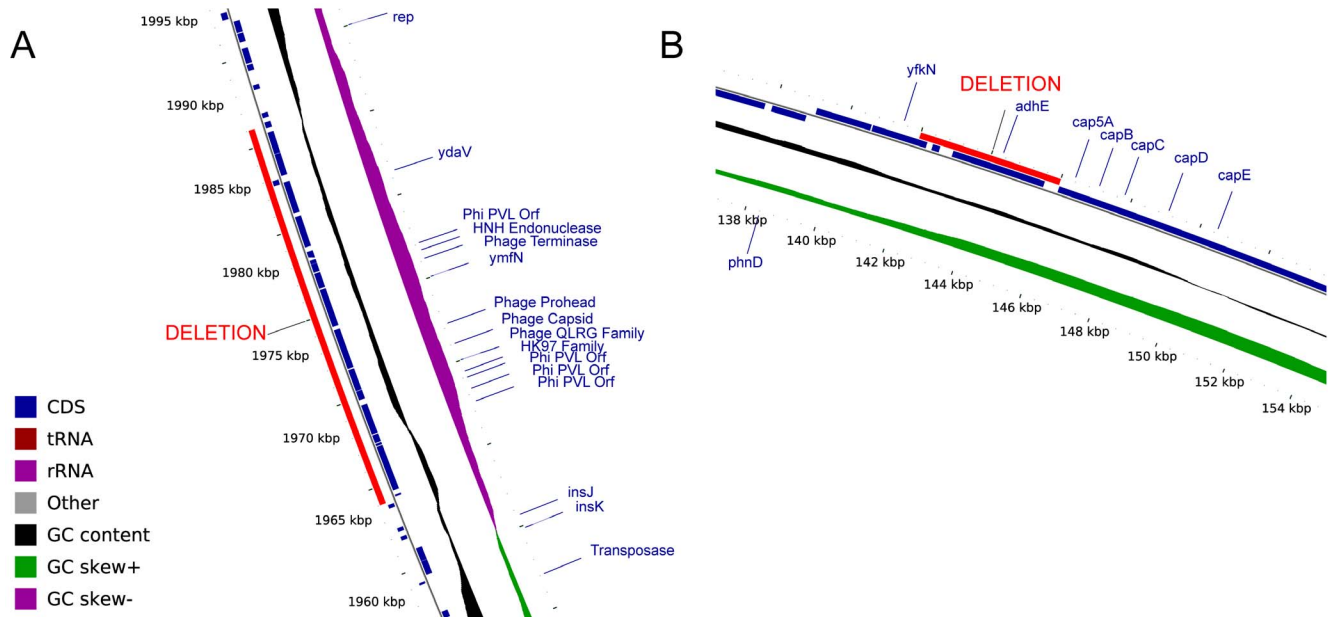 A
1995 kbp
rep
1990 kbp
ydaV
1985 kbp
Phi PVL Orf
HNH Endonuclease
Phage Terminase
ymfN
1980 kbp
Phage Prohead
Phage Capsid
Phage QLRG Family
HK97 Family
Phi PVL Orf
Phi PVL Orf
Phi PVL Orf
DELETION
1975 kbp
1970 kbp
insJ
insK
1965 kbp
Transposase
1960 kbp
CDS
tRNA
rRNA
Other
GC content
GC skew+
GC skew-
B
yfkN
DELETION
adhE
cap5A
capB
capC
capD
capE
138 kbp
phnD
140 kbp
142 kbp
144 kbp
146 kbp
148 kbp
150 kbp
152 kbp
154 kbp